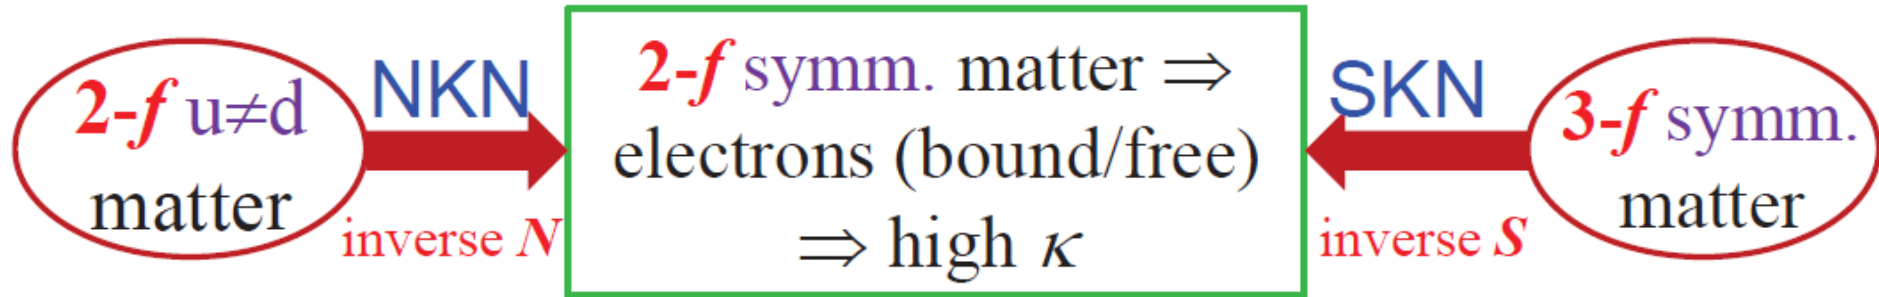 2-f u≠d
matter
NKN
inverse N
2-f symm. matter ⇒
electrons (bound/free)
⇒ high κ
SKN
inverse S
3-f symm.
matter